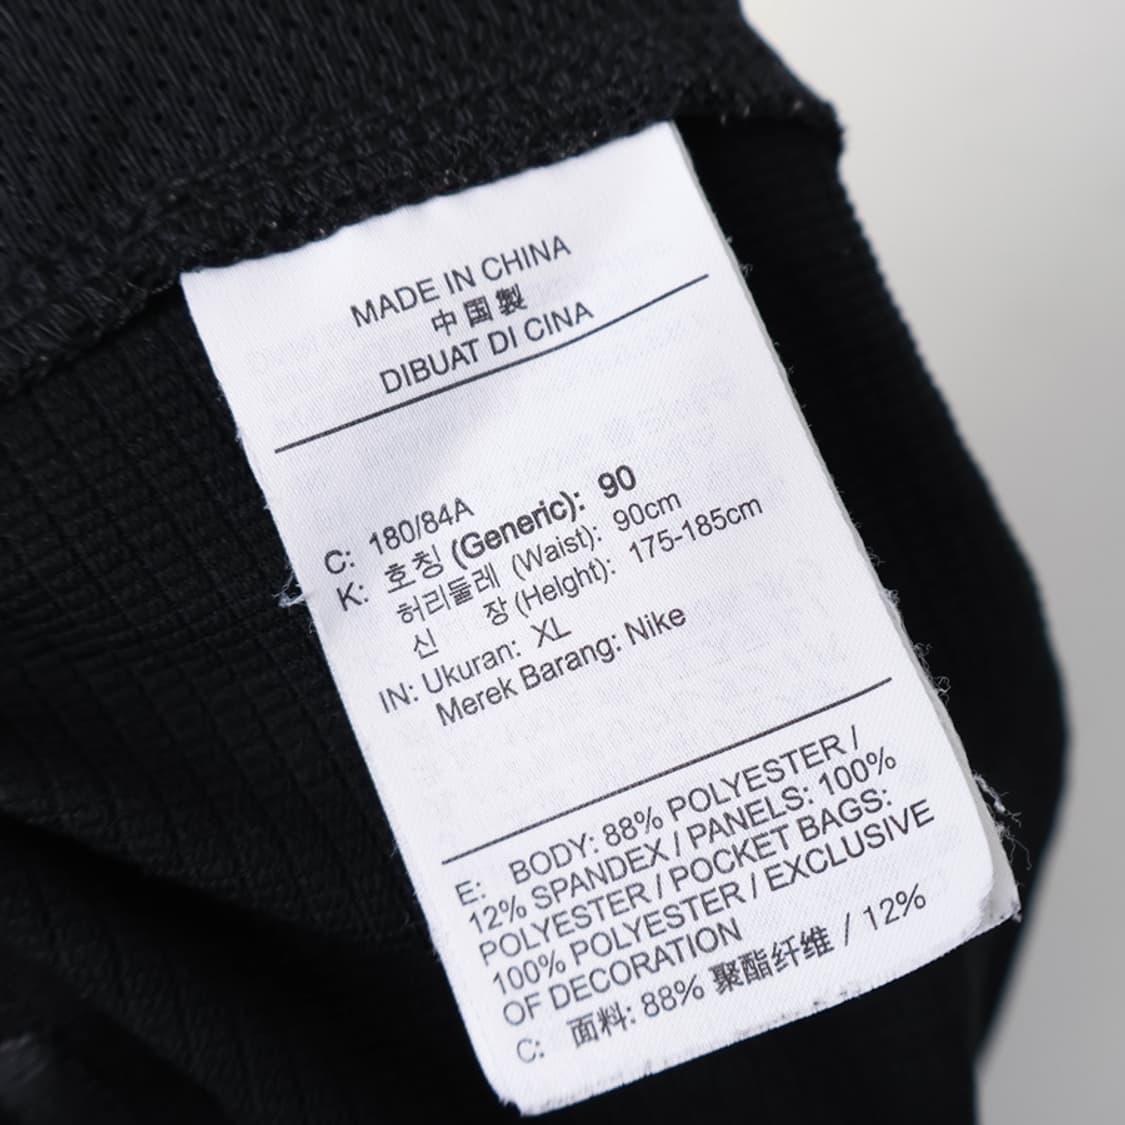 MADE IN CHINA
中国製
DIBUAT DI CINA
C: 180/84A
K: 호칭 (Generic): 90
허리둘레 (Waist): 90cm
신 장 (Height): 175-185cm
IN: Ukuran: XL
Merek Barang: Nike
E: BODY: 88% POLYESTER /
12% SPANDEX / PANELS: 100%
POLYESTER / POCKET BAGS:
100% POLYESTER / EXCLUSIVE
OF DECORATION
C: 面料: 88% 聚酯纤维 / 12%